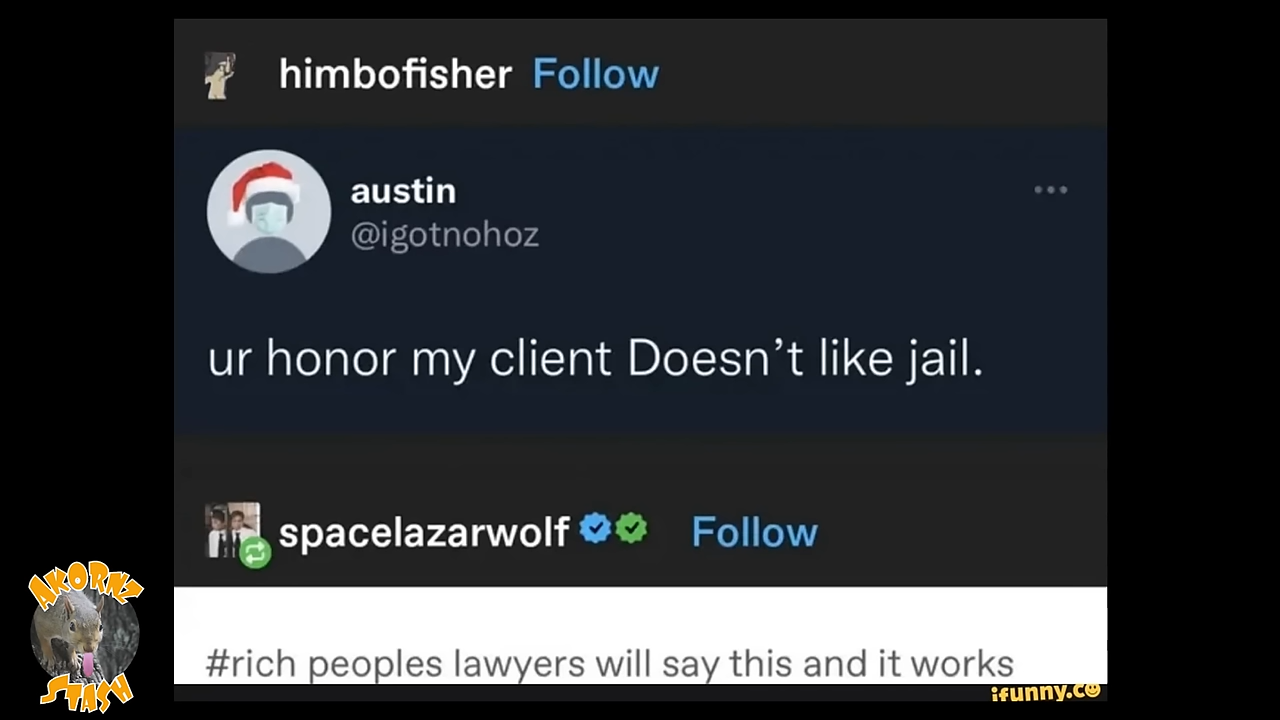 himbofisher Follow
austin
@igotnohoz
ur honor my client Doesn't like jail.
spacelazarwolf Follow
#rich peoples lawyers will say this and it works
ifunny.co
AKORNZ
STASH